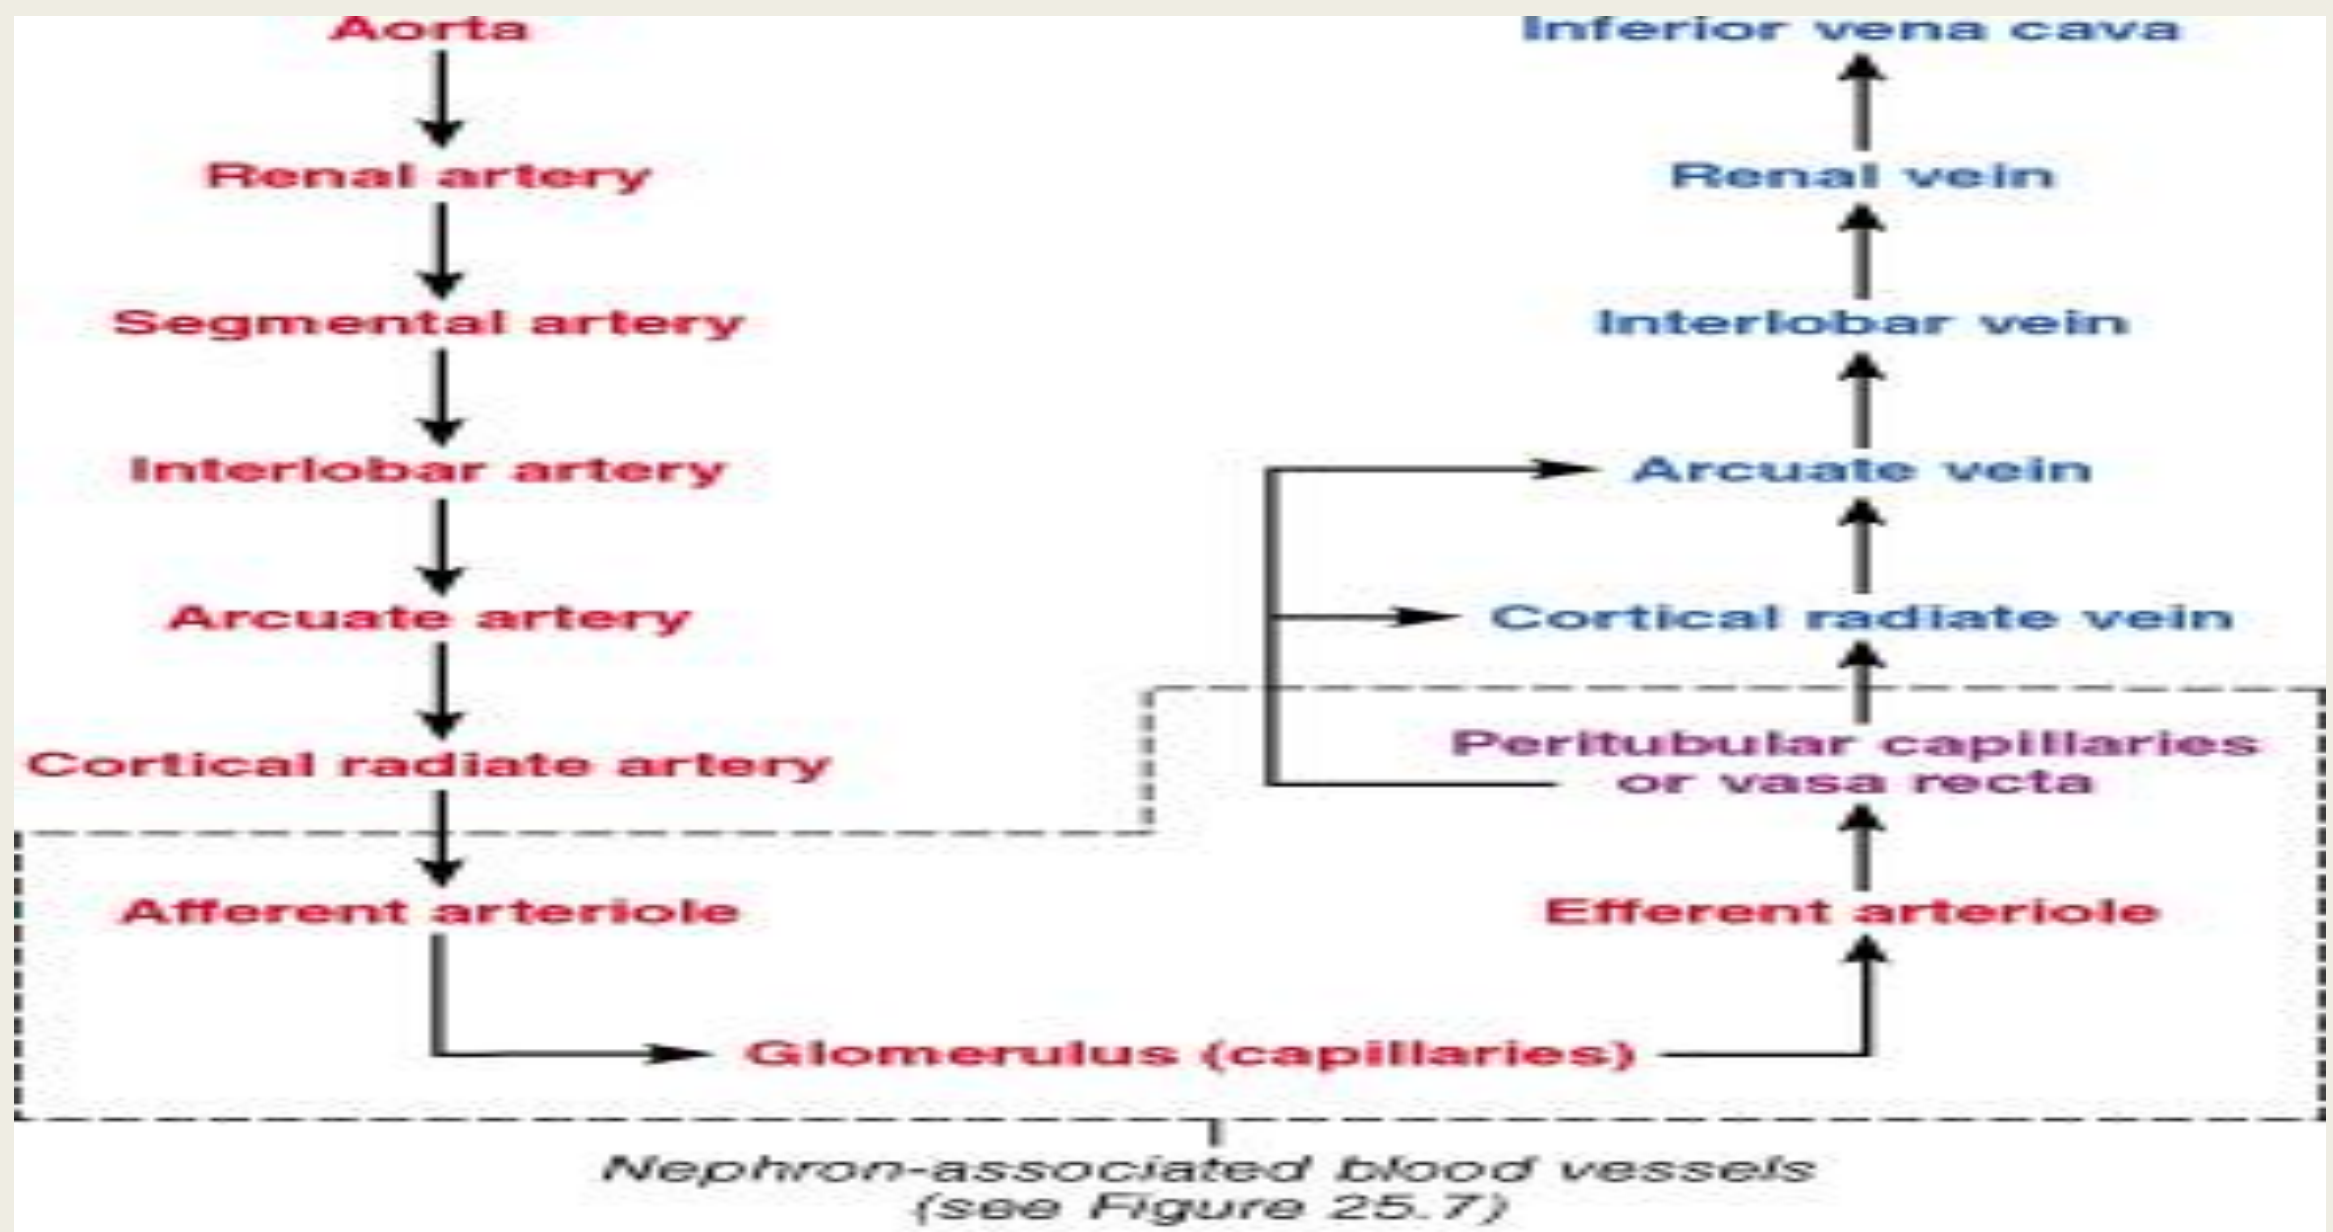 Aorta
Renal artery
Segmental artery
Interlobar artery
Arcuate artery
Cortical radiate artery
Afferent arteriole
Glomerulus (capillaries)
Efferent arteriole
Peritubular capillaries
or vasa recta
Cortical radiate vein
Arcuate vein
Interlobar vein
Renal vein
Inferior vena cava
Nephron-associated blood vessels
(see Figure 25.7)